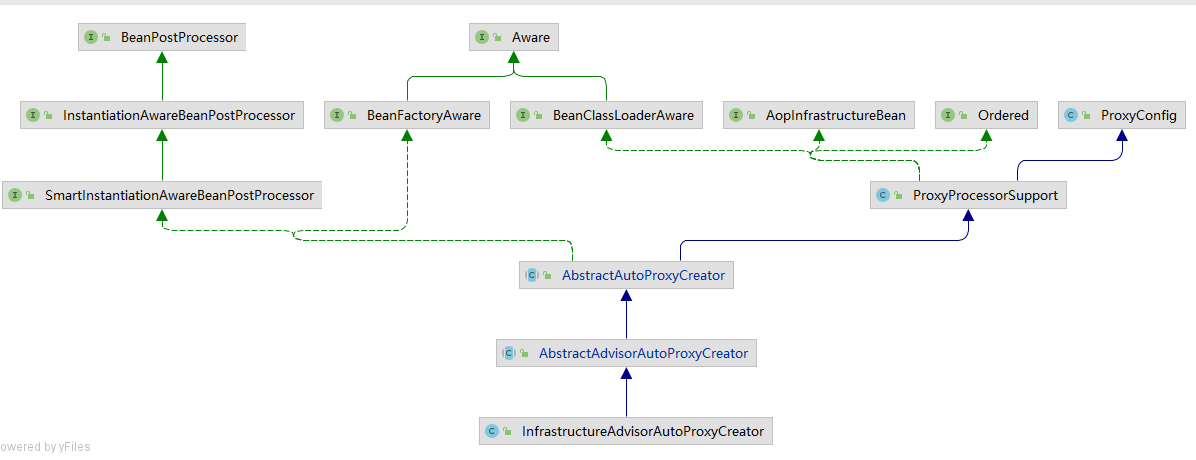 BeanPostProcessor
Aware
InstantiationAwareBeanPostProcessor
BeanFactoryAware
BeanClassLoaderAware
AopInfrastructureBean
Ordered
ProxyConfig
SmartInstantiationAwareBeanPostProcessor
ProxyProcessorSupport
AbstractAutoProxyCreator
AbstractAdvisorAutoProxyCreator
InfrastructureAdvisorAutoProxyCreator
owered by yFiles